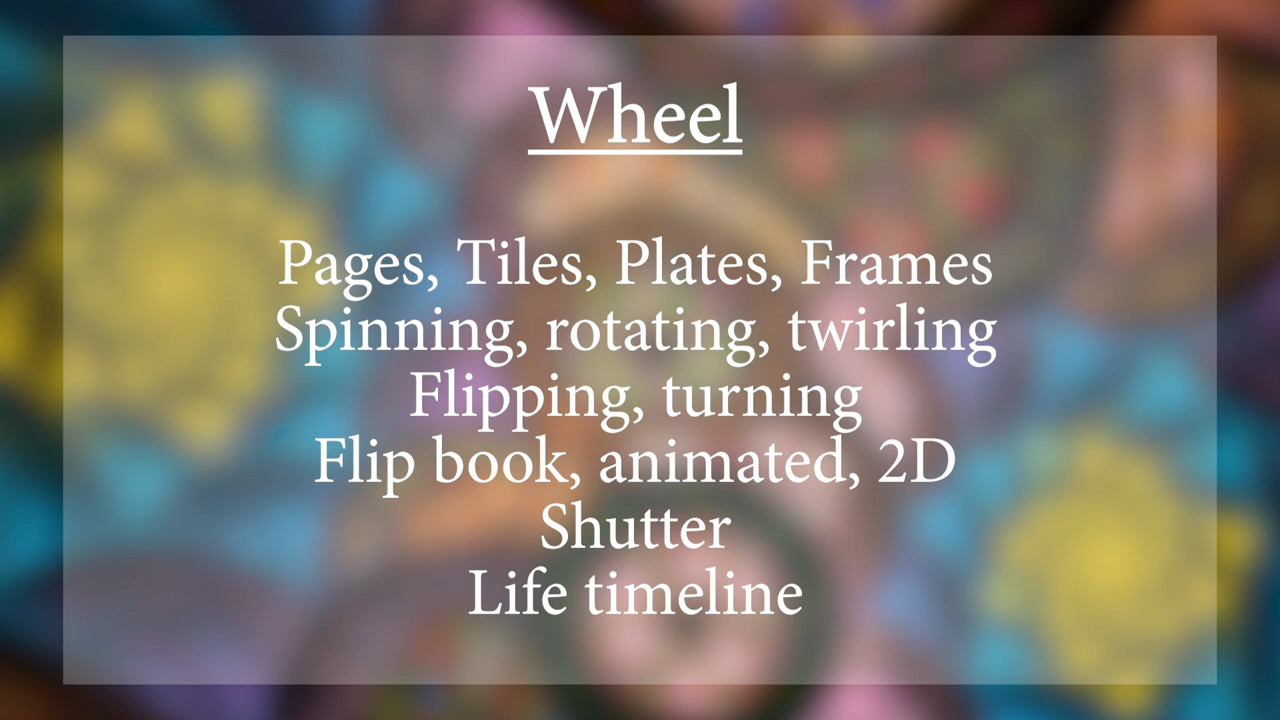 Wheel
Pages, Tiles, Plates, Frames
Spinning, rotating, twirling
Flipping, turning
Flip book, animated, 2D
Shutter
Life timeline